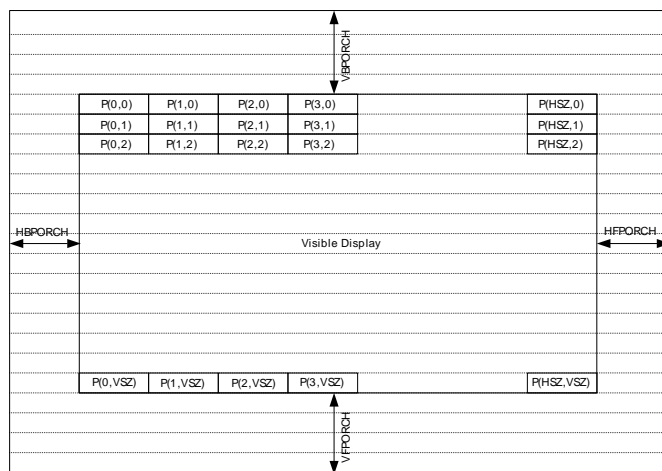 VBPORCH
P(0,0) P(1,0) P(2,0) P(3,0) P(HSZ,0)
P(0,1) P(1,1) P(2,1) P(3,1) P(HSZ,1)
P(0,2) P(1,2) P(2,2) P(3,2) P(HSZ,2)
HBPORCH
HFPORCH
Visible Display
P(0,VSZ) P(1,VSZ) P(2,VSZ) P(3,VSZ) P(HSZ,VSZ)
VFPORCH